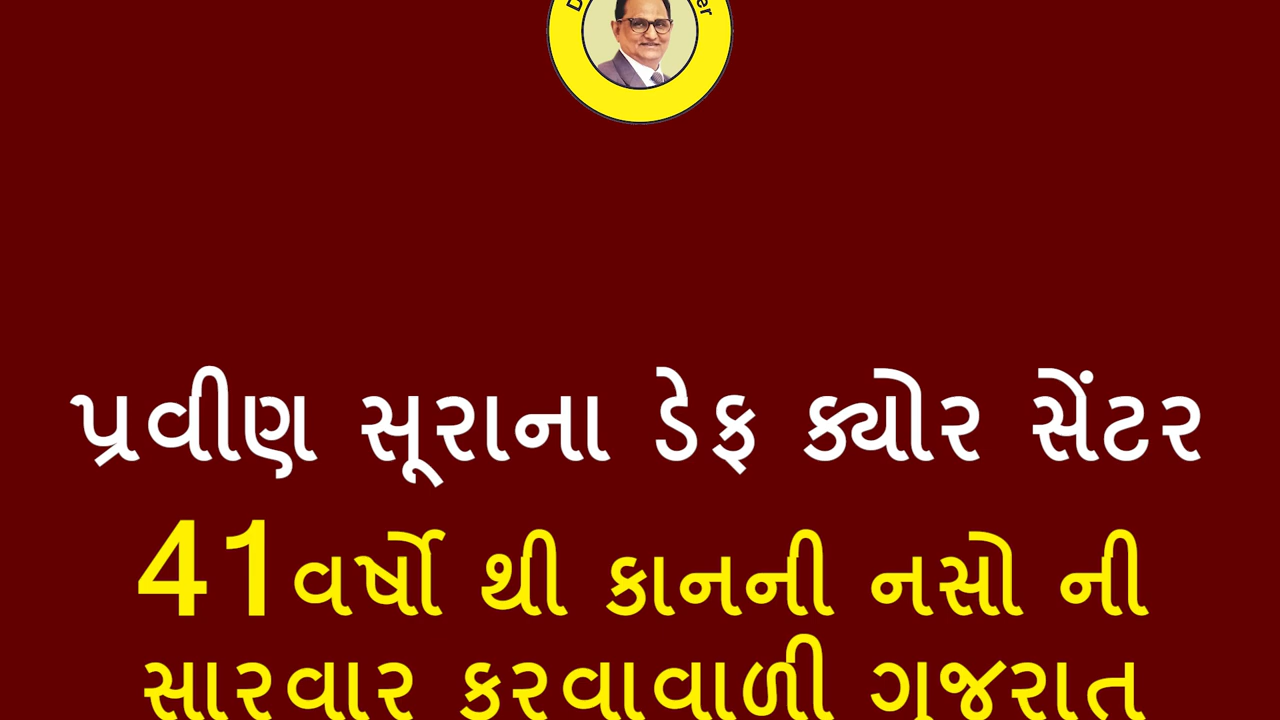 પ્રવીણ સૂરાના ડેફ ક્યોર સેંટર
41વર્ષો થી કાનની નસો ની
સારવાર કરવાવાળી ગુજરાત